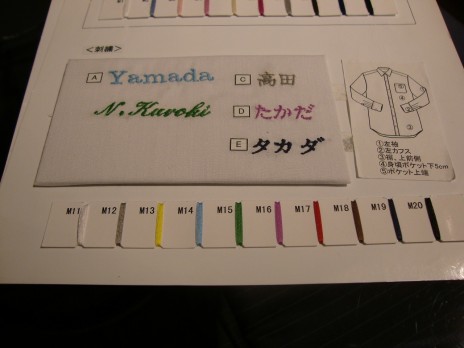 <刺繍>
A Yamada
N. Kuroki
C 高田
D たかだ
E タカダ
①左袖
②左カフス
③裾、上前側
④身頃ポケット下5cm
⑤ポケット上端
M11 M12 M13 M14 M15 M16 M17 M18 M19 M20